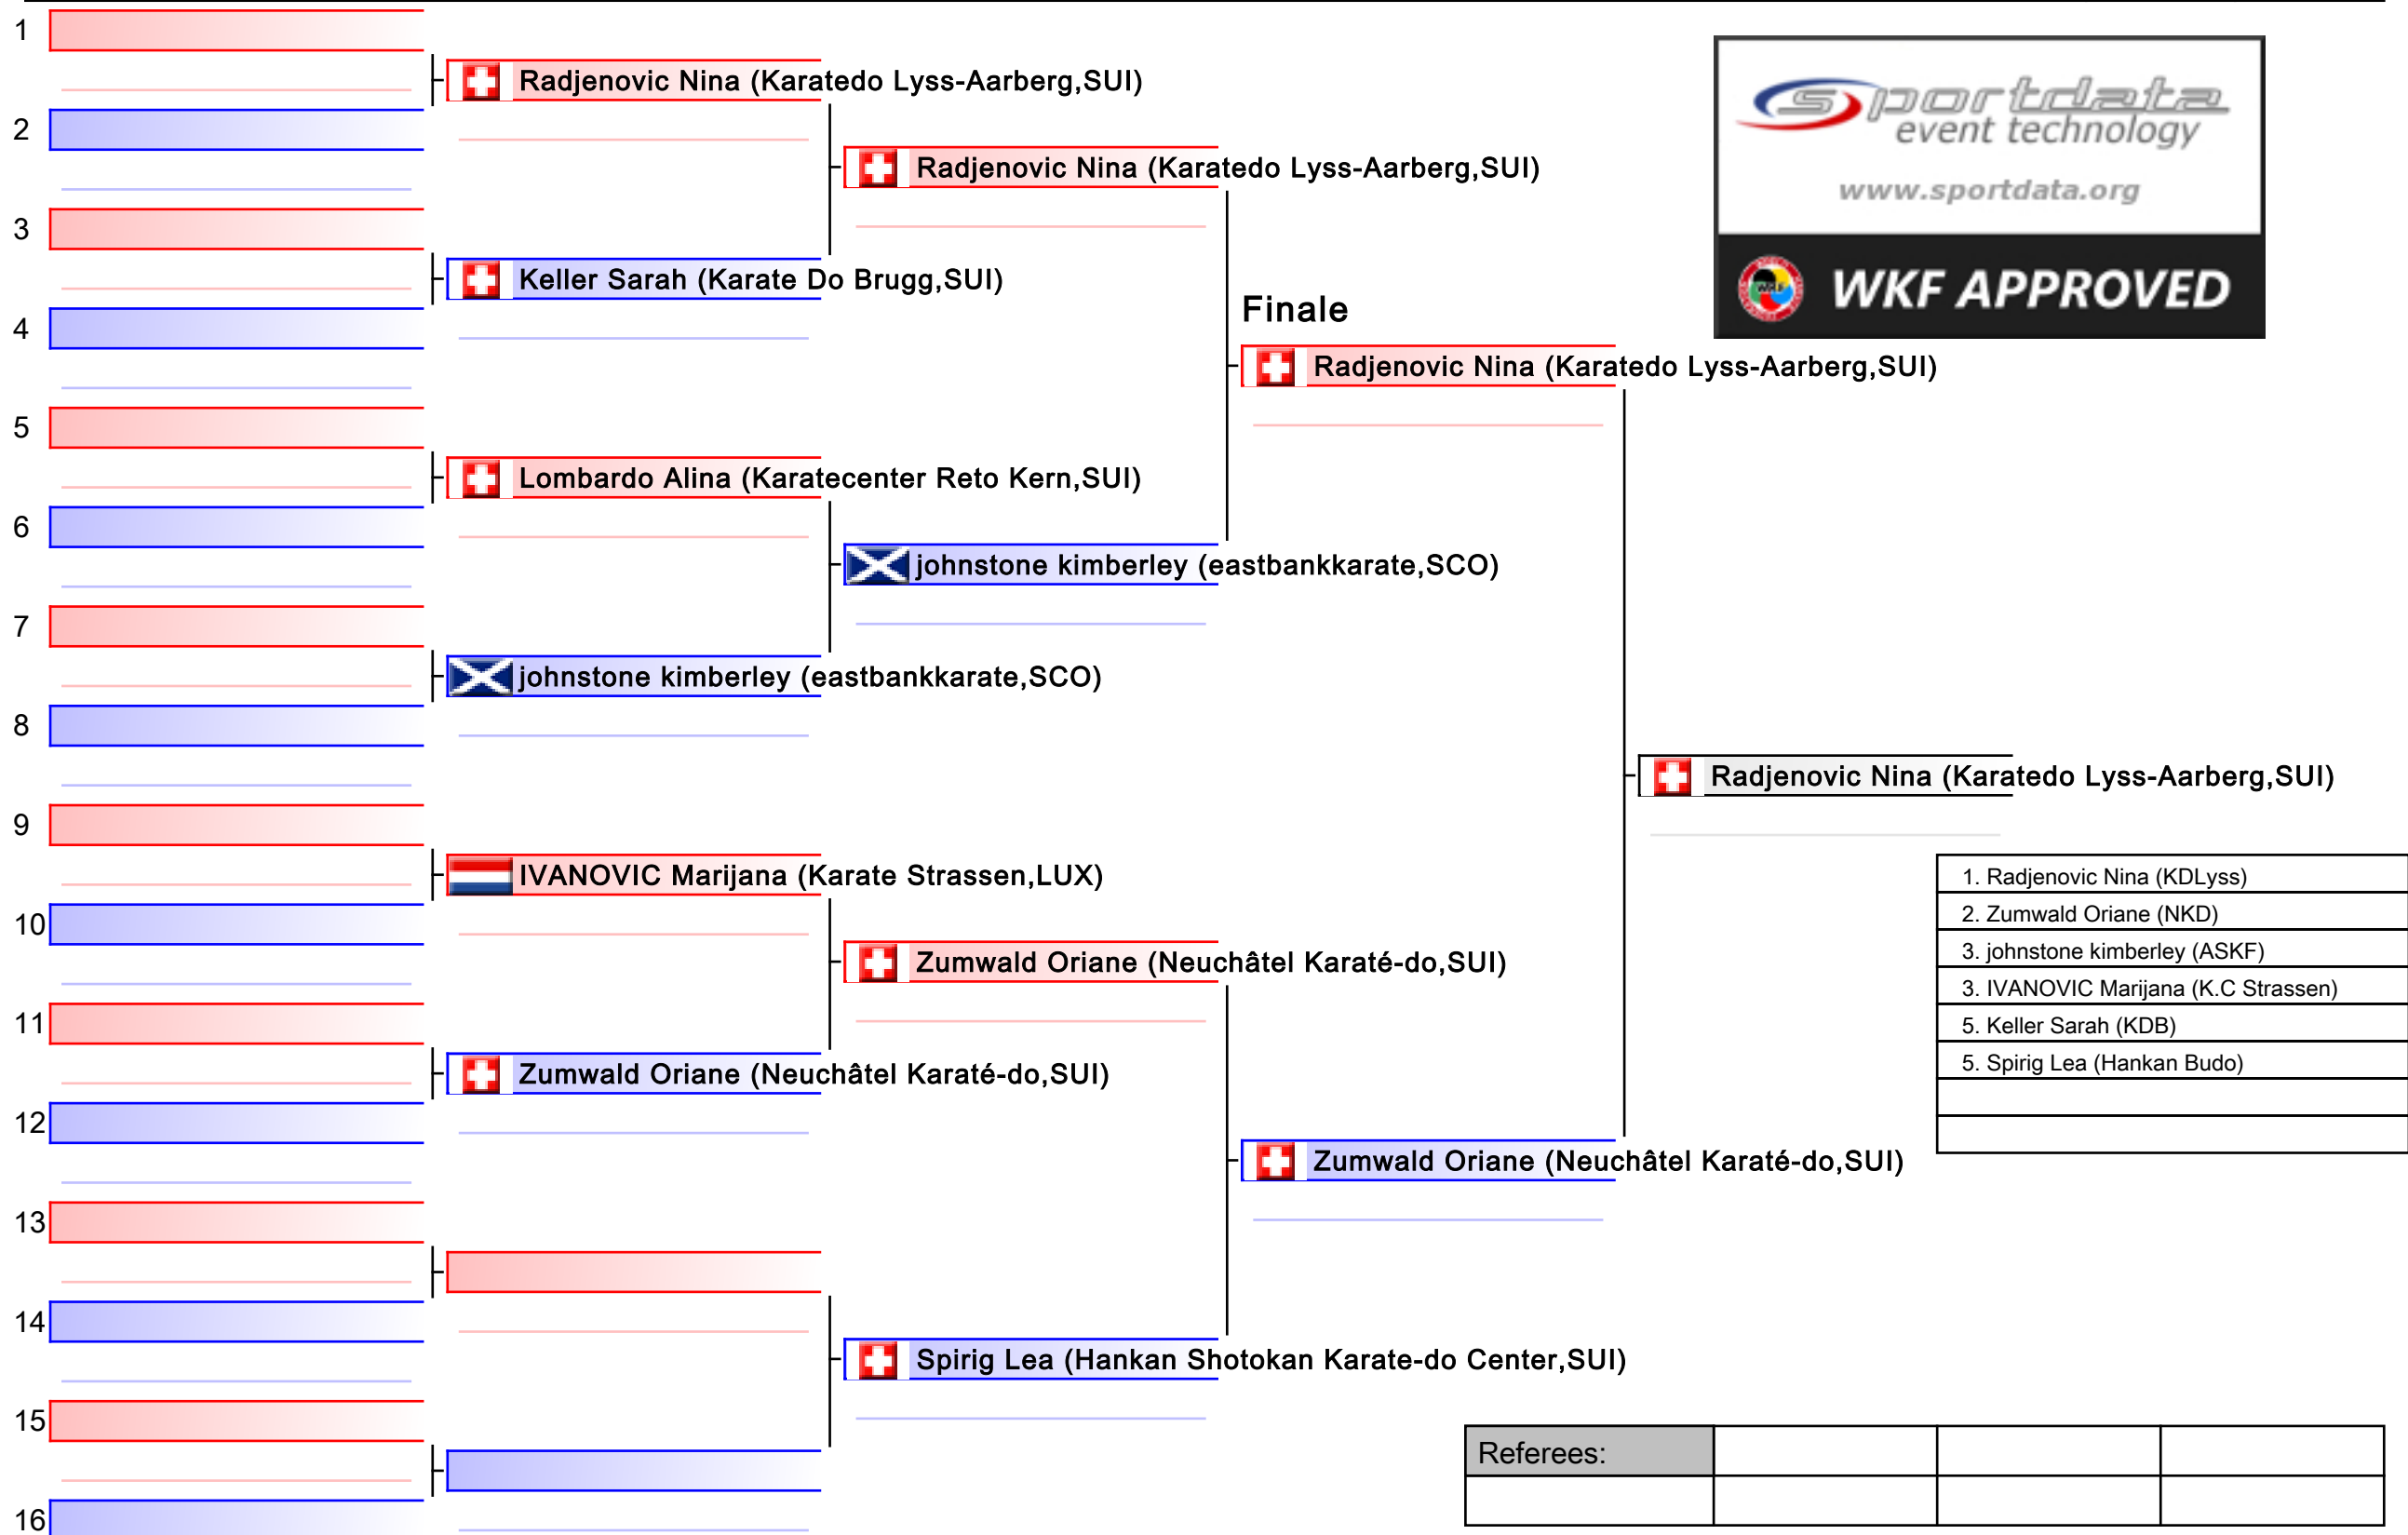 1
Radjenovic Nina (Karatedo Lyss-Aarberg,SUI)
2
Radjenovic Nina (Karatedo Lyss-Aarberg,SUI)
3
Keller Sarah (Karate Do Brugg,SUI)
4
Finale
Radjenovic Nina (Karatedo Lyss-Aarberg,SUI)
5
Lombardo Alina (Karatecenter Reto Kern,SUI)
6
johnstone kimberley (eastbankkarate,SCO)
7
johnstone kimberley (eastbankkarate,SCO)
8
Radjenovic Nina (Karatedo Lyss-Aarberg,SUI)
9
IVANOVIC Marijana (Karate Strassen,LUX)
10
Zumwald Oriane (Neuchâtel Karaté-do,SUI)
11
Zumwald Oriane (Neuchâtel Karaté-do,SUI)
12
Zumwald Oriane (Neuchâtel Karaté-do,SUI)
13
14
Spirig Lea (Hankan Shotokan Karate-do Center,SUI)
15
16
sportdata
event technology
www.sportdata.org
WKF
WKF APPROVED
1. Radjenovic Nina (KDLyss)
2. Zumwald Oriane (NKD)
3. johnstone kimberley (ASKF)
3. IVANOVIC Marijana (K.C Strassen)
5. Keller Sarah (KDB)
5. Spirig Lea (Hankan Budo)
Referees: